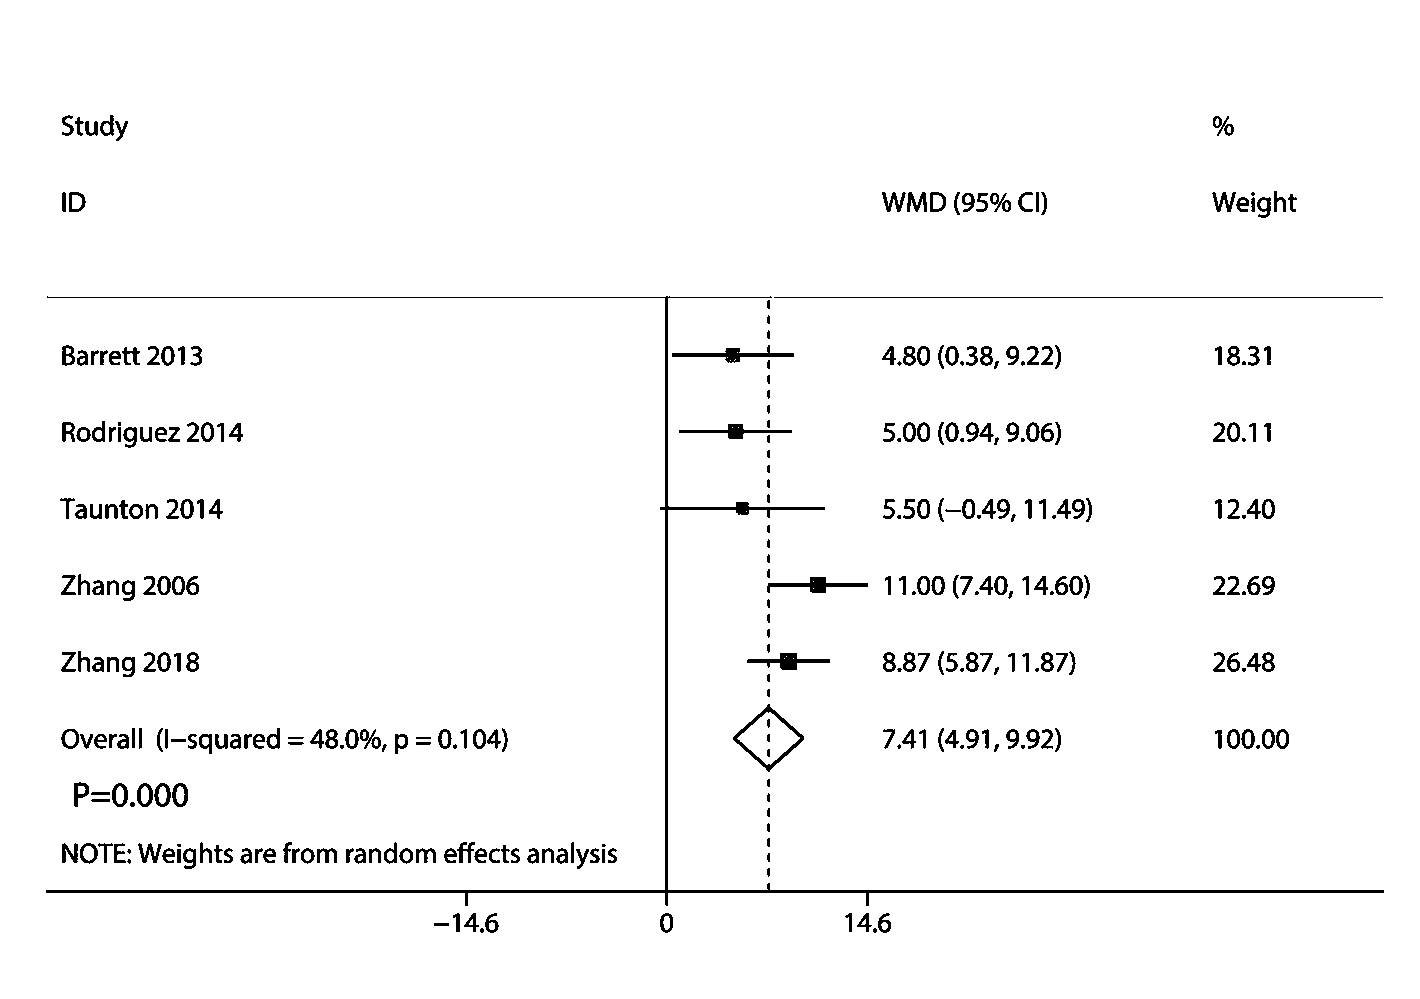 Study %
ID WMD (95% CI) Weight
Barrett 2013 4.80 (0.38, 9.22) 18.31
Rodriguez 2014 5.00 (0.94, 9.06) 20.11
Taunton 2014 5.50 (−0.49, 11.49) 12.40
Zhang 2006 11.00 (7.40, 14.60) 22.69
Zhang 2018 8.87 (5.87, 11.87) 26.48
Overall (I−squared = 48.0%, p = 0.104) 7.41 (4.91, 9.92) 100.00
P=0.000
NOTE: Weights are from random effects analysis
−14.6 0 14.6